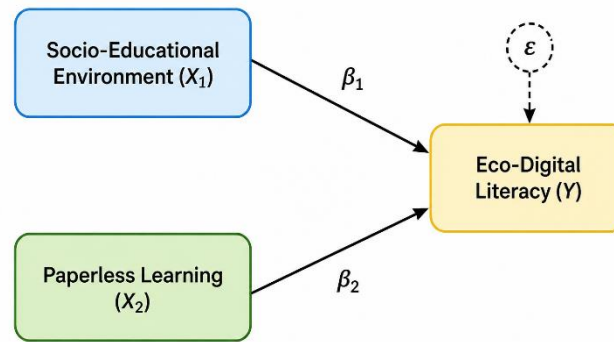 Socio-Educational
Environment (X₁)
β₁
ε
Eco-Digital
Literacy (Y)
Paperless Learning
(X₂)
β₂